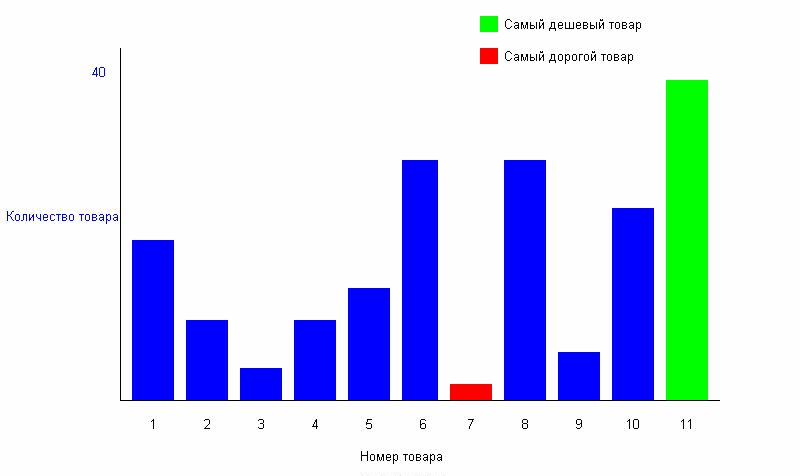 Самый дешевый товар
Самый дорогой товар
40
Количество товара
1 2 3 4 5 6 7 8 9 10 11
Номер товара